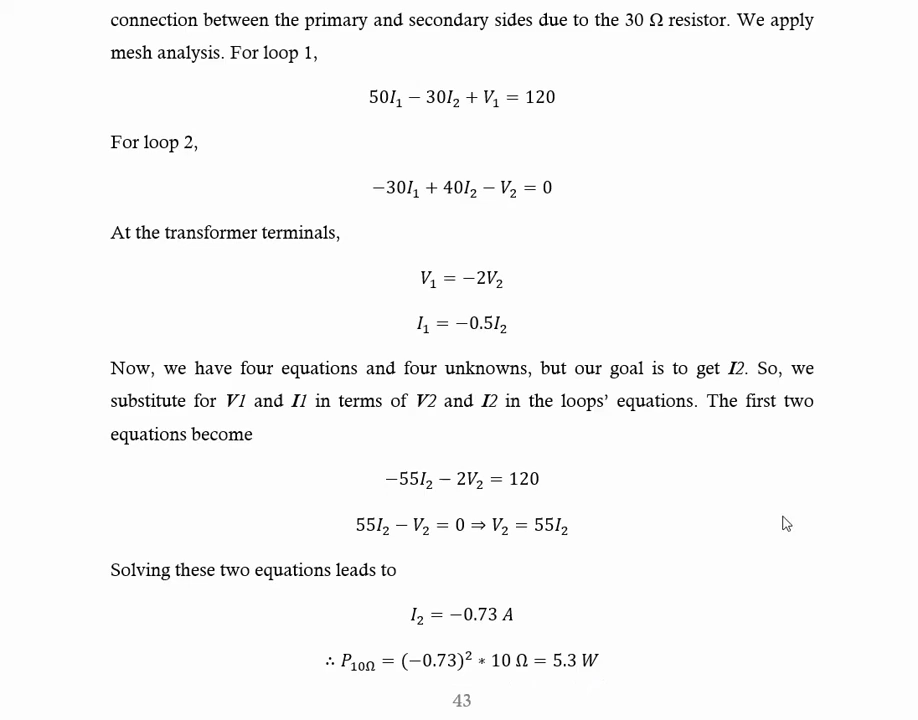 connection between the primary and secondary sides due to the 30 Ω resistor. We apply
mesh analysis. For loop 1,
50I₁ − 30I₂ + V₁ = 120
For loop 2,
−30I₁ + 40I₂ − V₂ = 0
At the transformer terminals,
V₁ = −2V₂
I₁ = −0.5I₂
Now, we have four equations and four unknowns, but our goal is to get I2. So, we
substitute for V1 and I1 in terms of V2 and I2 in the loops’ equations. The first two
equations become
−55I₂ − 2V₂ = 120
55I₂ − V₂ = 0 ⇒ V₂ = 55I₂
Solving these two equations leads to
I₂ = −0.73 A
∴ P₁₀Ω = (−0.73)² * 10 Ω = 5.3 W
43